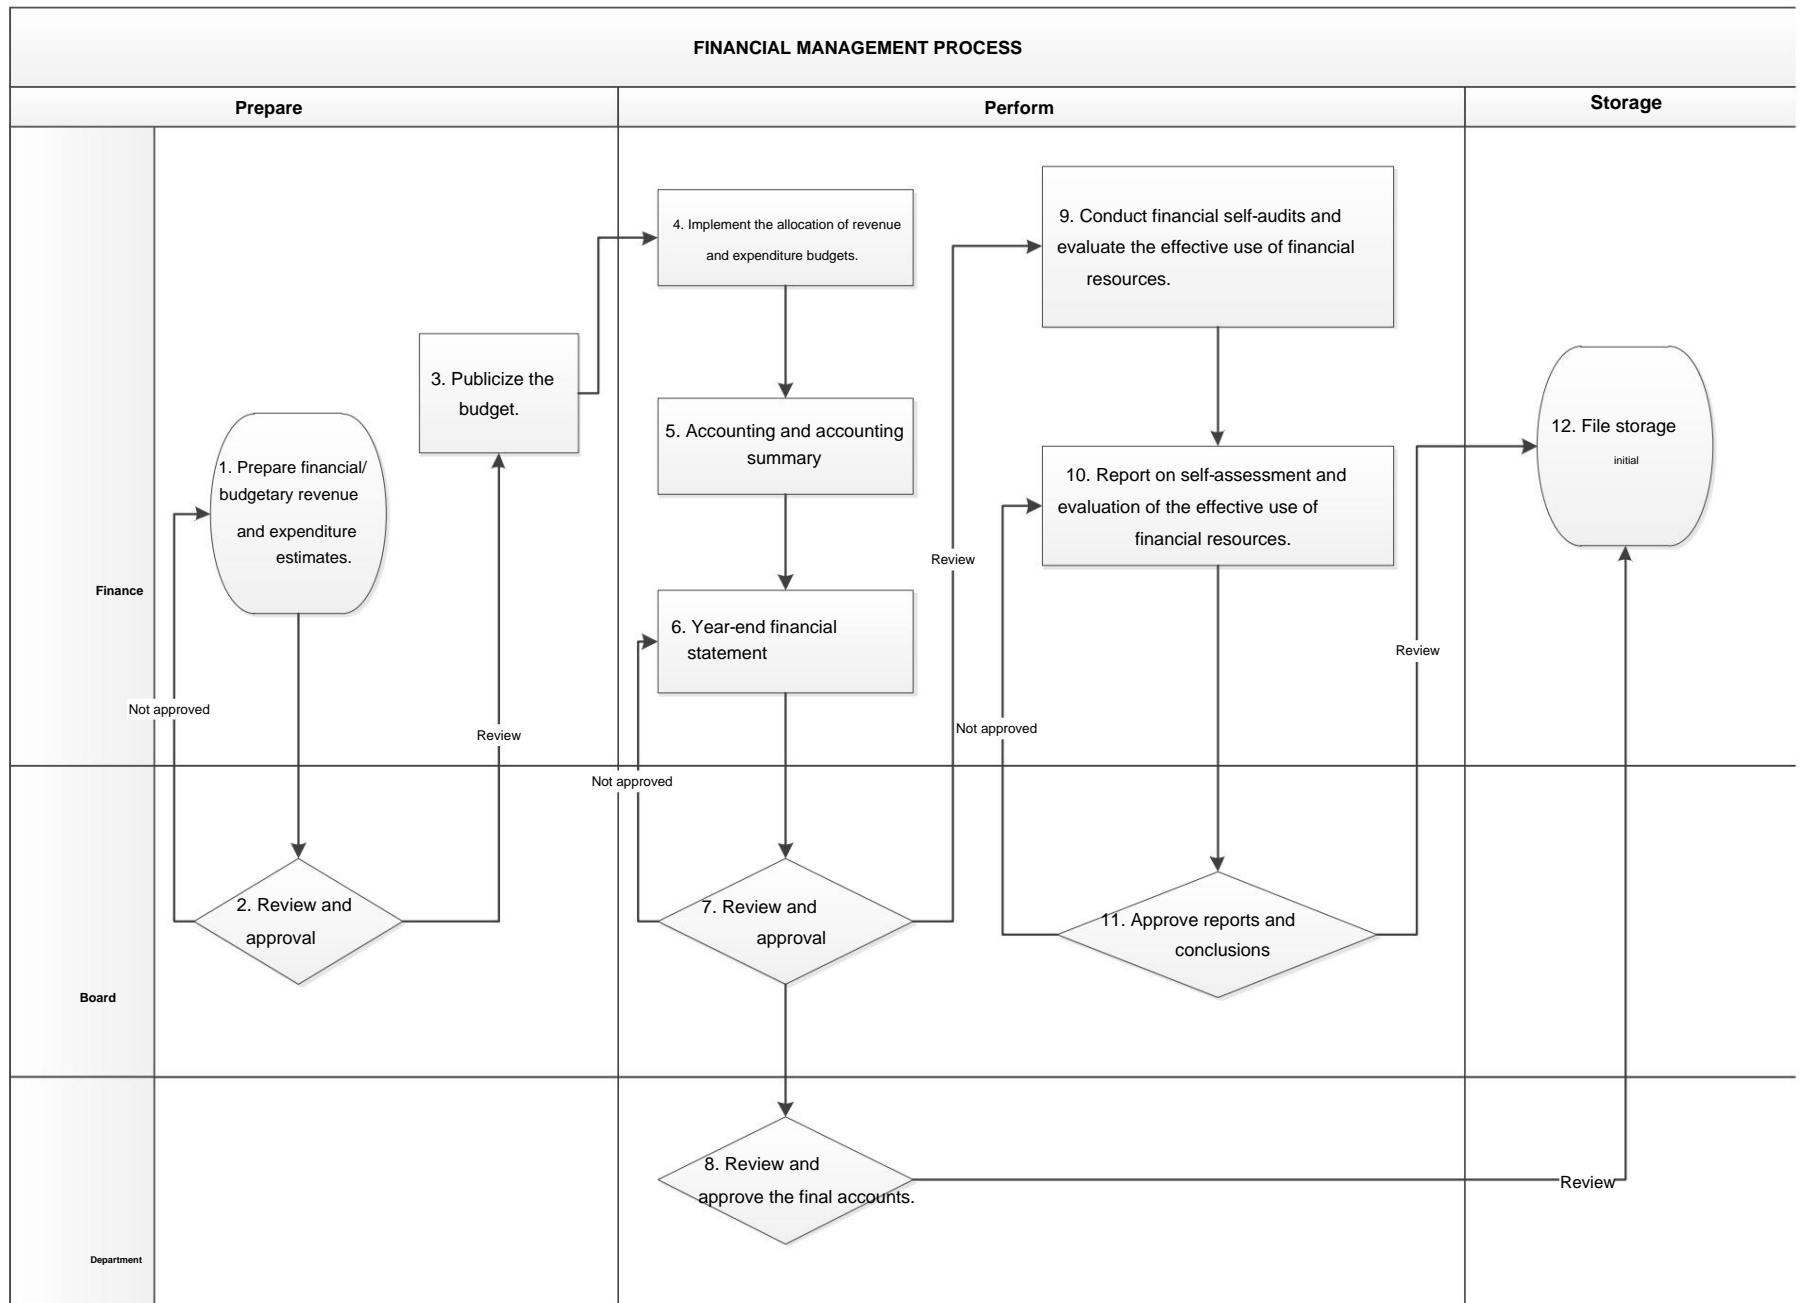 FINANCIAL MANAGEMENT PROCESS
Prepare
Perform
Storage
Finance
Board
Department
1. Prepare financial/
budgetary revenue
and expenditure
estimates.
Not approved
2. Review and
approval
Review
3. Publicize the
budget.
4. Implement the allocation of revenue
and expenditure budgets.
5. Accounting and accounting
summary
6. Year-end financial
statement
Not approved
7. Review and
approval
Review
8. Review and
approve the final accounts.
Review
9. Conduct financial self-audits and
evaluate the effective use of financial
resources.
10. Report on self-assessment and
evaluation of the effective use of
financial resources.
Not approved
11. Approve reports and
conclusions
Review
12. File storage
initial